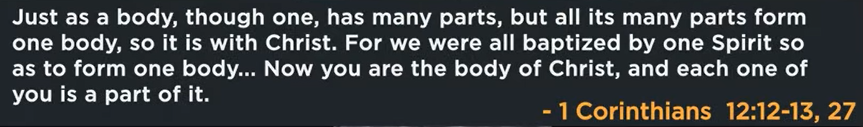 Just as a body, though one, has many parts, but all its many parts form
one body, so it is with Christ. For we were all baptized by one Spirit so
as to form one body... Now you are the body of Christ, and each one of
you is a part of it.
- 1 Corinthians 12:12-13, 27